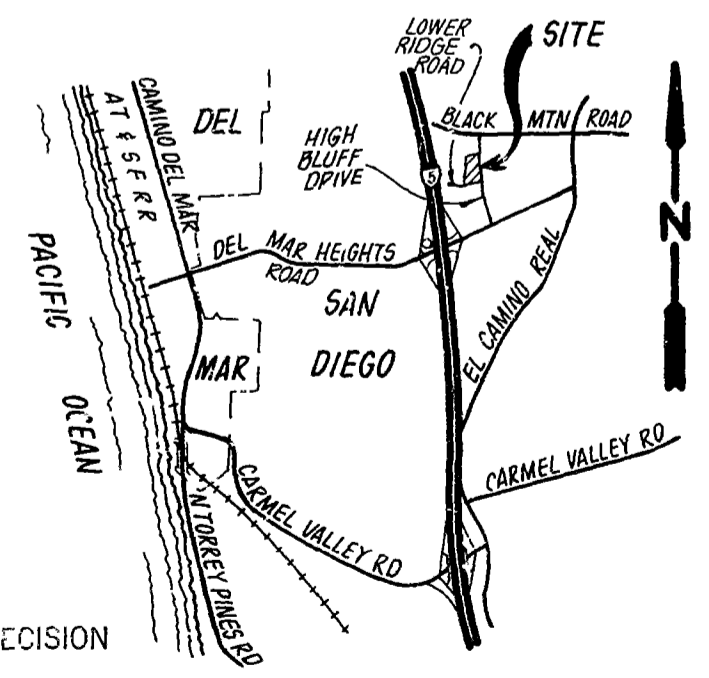 LOWER
RIDGE
ROAD
SITE
CAMINO DEL MAR
AT & SF RR
DEL
BLACK MTN ROAD
HIGH
BLUFF
DRIVE
5
N
DEL MAR HEIGHTS
ROAD
PACIFIC
OCEAN
SAN
DIEGO
EL CAMINO REAL
MAR
CARMEL VALLEY RD
CARMEL VALLEY RD
N TORREY PINES RD
ECISION